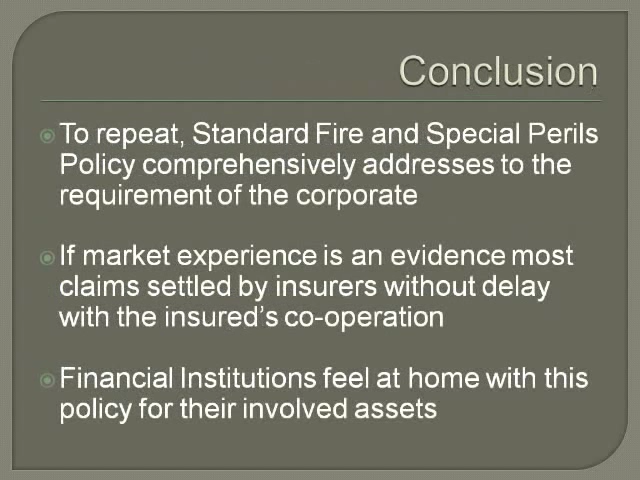 Conclusion
To repeat, Standard Fire and Special Perils
Policy comprehensively addresses to the
requirement of the corporate
If market experience is an evidence most
claims settled by insurers without delay
with the insured's co-operation
Financial Institutions feel at home with this
policy for their involved assets